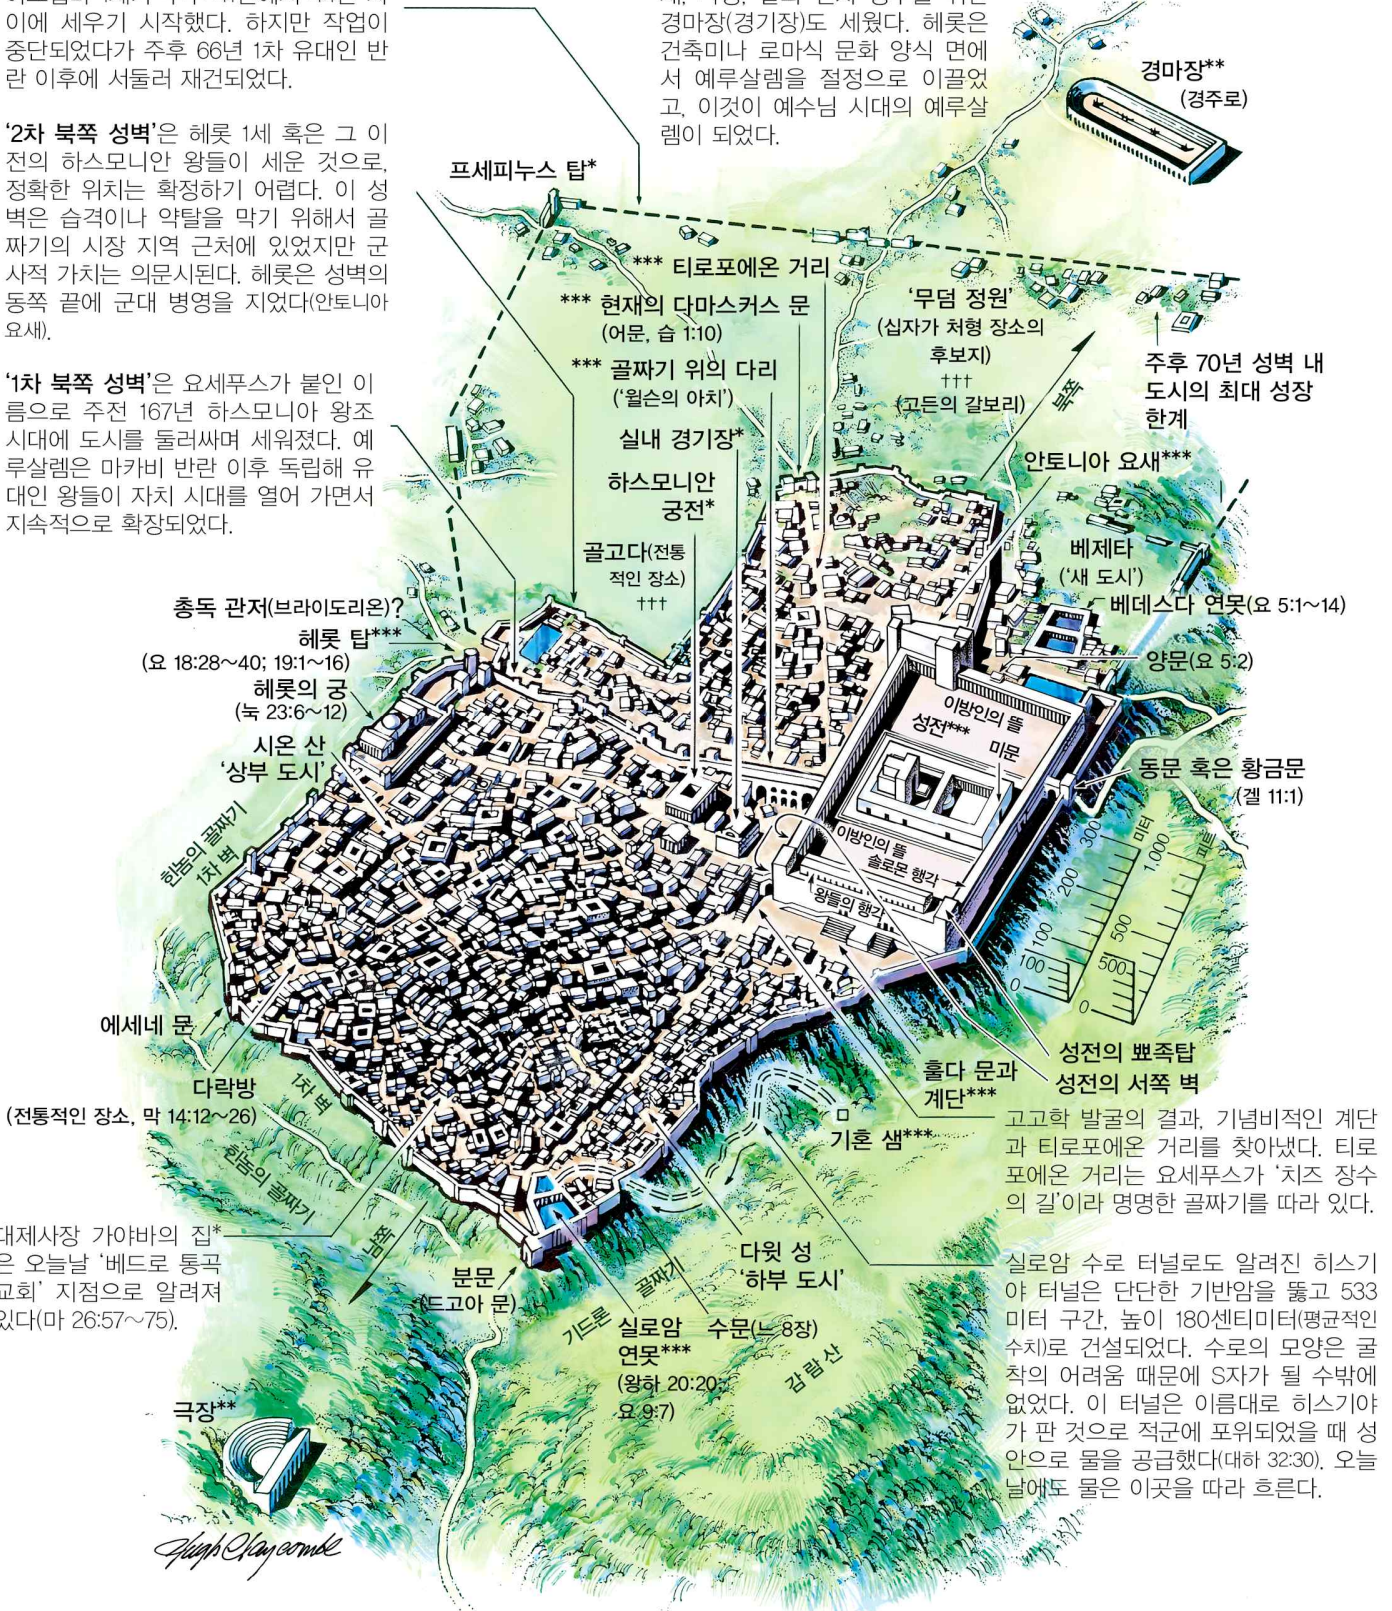 이에 세우기 시작했다. 하지만 작업이
중단되었다가 주후 66년 1차 유대인 반
란 이후에 서둘러 재건되었다.
'2차 북쪽 성벽'은 헤롯 1세 혹은 그 이
전의 하스모니안 왕들이 세운 것으로,
정확한 위치는 확정하기 어렵다. 이 성
벽은 습격이나 약탈을 막기 위해서 골
짜기의 시장 지역 근처에 있었지만 군
사적 가치는 의문시된다. 헤롯은 성벽의
동쪽 끝에 군대 병영을 지었다(안토니아
요새).
'1차 북쪽 성벽'은 요세푸스가 붙인 이
름으로 주전 167년 하스모니아 왕조
시대에 도시를 둘러싸며 세워졌다. 예
루살렘은 마카비 반란 이후 독립해 유
대인 왕들이 자치 시대를 열어 가면서
지속적으로 확장되었다.
경마장(경기장)도 세웠다. 헤롯은
건축미나 로마식 문화 양식 면에
서 예루살렘을 절정으로 이끌었
고, 이것이 예수님 시대의 예루살
렘이 되었다.
경마장**
(경주로)
프세피누스 탑*
*** 티로포에온 거리
*** 현재의 다마스커스 문
(어문, 습 1:10)
*** 골짜기 위의 다리
('윌슨의 아치')
실내 경기장*
하스모니안
궁전*
골고다(전통
적인 장소)
†††
'무덤 정원'
(십자가 처형 장소의
후보지)
†††
(고든의 갈보리)
북쪽
주후 70년 성벽 내
도시의 최대 성장
한계
안토니아 요새***
베제타
('새 도시')
베데스다 연못(요 5:1~14)
양문(요 5:2)
총독 관저(브라이도리온)?
헤롯 탑***
(요 18:28~40; 19:1~16)
헤롯의 궁
(눅 23:6~12)
시온 산
'상부 도시'
이방인의 뜰
성전***
미문
동문 혹은 황금문
(겔 11:1)
이방인의 뜰
솔로몬 행각
왕들의 행각
300
미터
1,000
피트
200
100
500
100
500
0
0
힌놈의 골짜기
1차 벽
에세네 문
다락방
(전통적인 장소, 막 14:12~26)
1차 벽
힌놈의 골짜기
남쪽
성전의 뾰족탑
성전의 서쪽 벽
훌다 문과
계단***
기혼 샘***
고고학 발굴의 결과, 기념비적인 계단
과 티로포에온 거리를 찾아냈다. 티로
포에온 거리는 요세푸스가 '치즈 장수
의 길'이라 명명한 골짜기를 따라 있다.
대제사장 가야바의 집*
은 오늘날 '베드로 통곡
교회' 지점으로 알려져
있다(마 26:57~75).
분문
(드고아 문)
기드론 골짜기
다윗 성
'하부 도시'
실로암
연못***
(왕하 20:20;
요 9:7)
수문(느 8장)
감람산
실로암 수로 터널로도 알려진 히스기
야 터널은 단단한 기반암을 뚫고 533
미터 구간, 높이 180센티미터(평균적인
수치)로 건설되었다. 수로의 모양은 굴
착의 어려움 때문에 S자가 될 수밖에
없었다. 이 터널은 이름대로 히스기야
가 판 것으로 적군에 포위되었을 때 성
안으로 물을 공급했다(대하 32:30). 오늘
날에도 물은 이곳을 따라 흐른다.
극장**
Hugh Claycombe